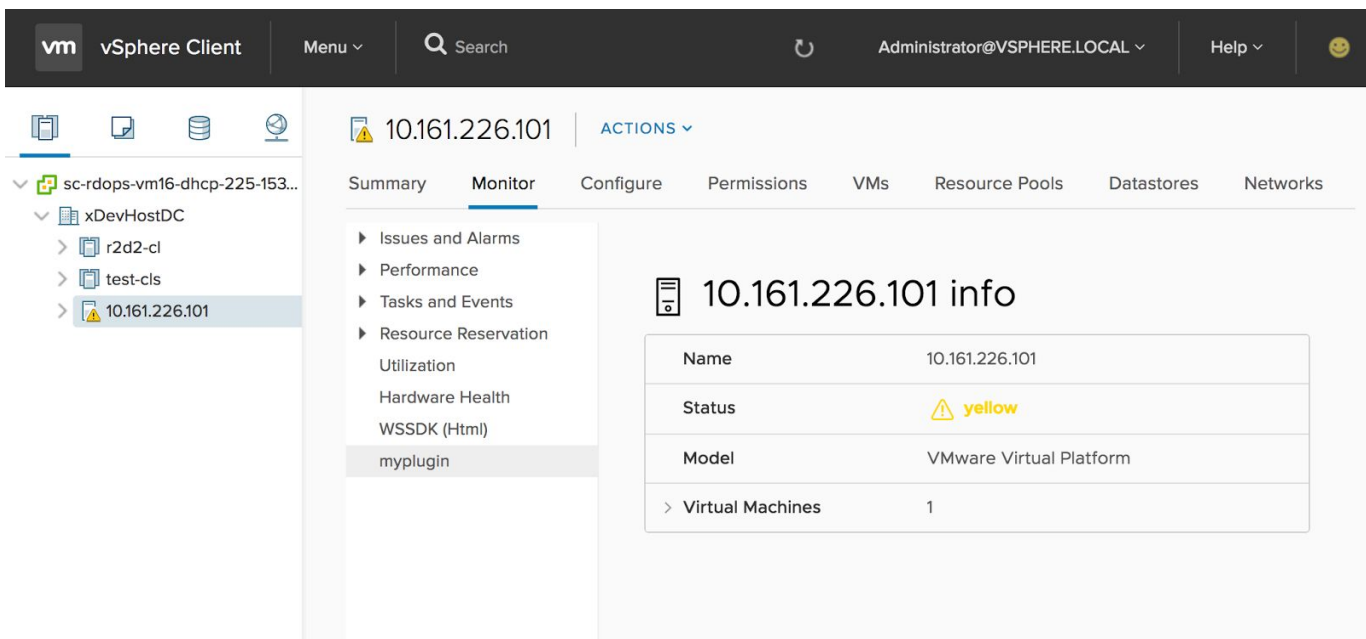 vm vSphere Client Menu Search Administrator@VSPHERE.LOCAL Help
10.161.226.101 ACTIONS
sc-rdops-vm16-dhcp-225-153...
xDevHostDC
r2d2-cl
test-cls
10.161.226.101
Summary Monitor Configure Permissions VMs Resource Pools Datastores Networks
Issues and Alarms
Performance
Tasks and Events
Resource Reservation
Utilization
Hardware Health
WSSDK (Html)
myplugin
10.161.226.101 info
Name 10.161.226.101
Status yellow
Model VMware Virtual Platform
Virtual Machines 1